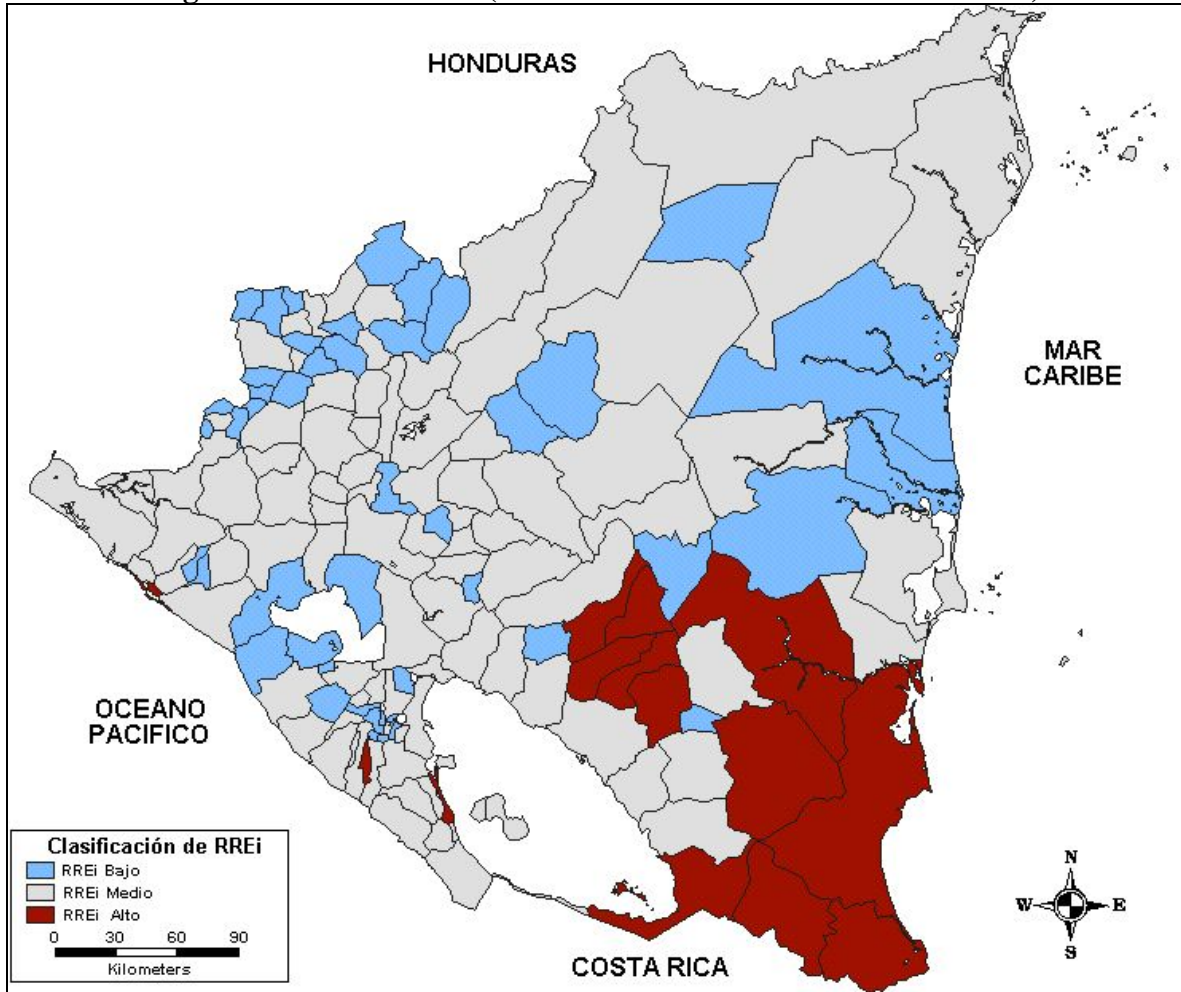 HONDURAS
MAR
CARIBE
OCEANO
PACIFICO
Clasificación de RREi
RREi Bajo
RREi Medio
RREi Alto
0 30 60 90
Kilometers
COSTA RICA
N
W E
S